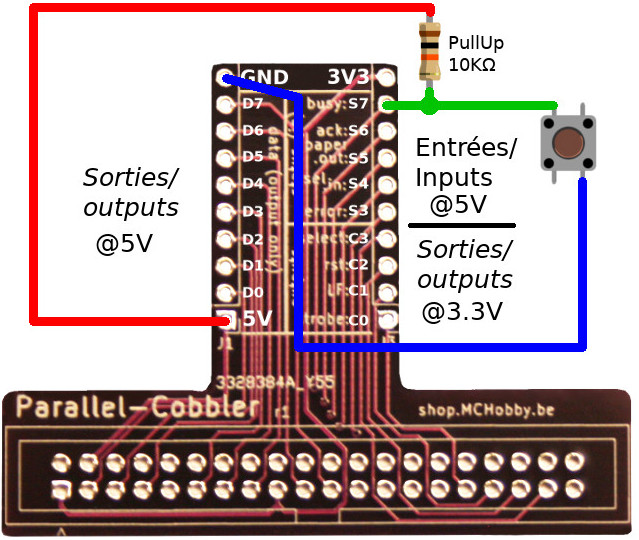 PullUp
10KΩ
GND 3V3
D7 busy: S7
D6 ack: S6
paper
D5 .out: S5
D4 sel in: S4
D3 error: S3
D2 select: C3
D1 rst: C2
D0 LF: C1
5V strobe: C0
data (output only)
J1
Sorties/
outputs
@5V
Entrées/
Inputs
@5V
Sorties/
outputs
@3.3V
3328384A_Y55
Parallel-Cobbler r1
shop.MCHobby.be